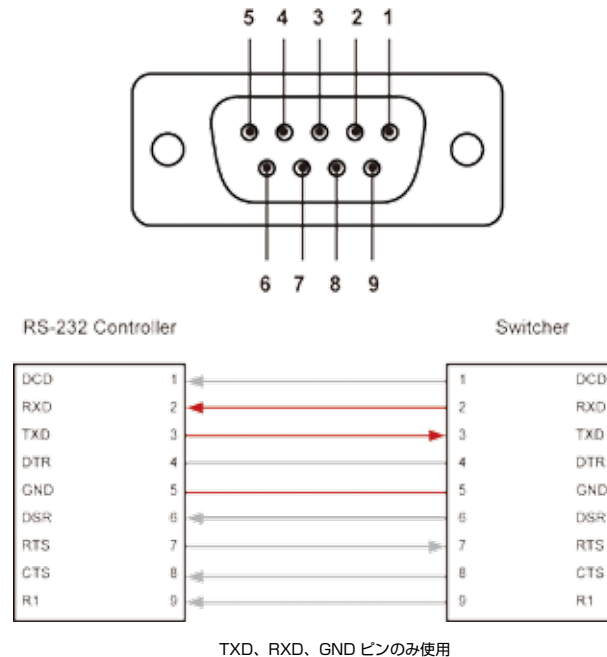 5 4 3 2 1
6 7 8 9
RS-232 Controller Switcher
DCD 1 1 DCD
RXD 2 2 RXD
TXD 3 3 TXD
DTR 4 4 DTR
GND 5 5 GND
DSR 6 6 DSR
RTS 7 7 RTS
CTS 8 8 CTS
R1 9 9 R1
TXD、RXD、GND ピンのみ使用